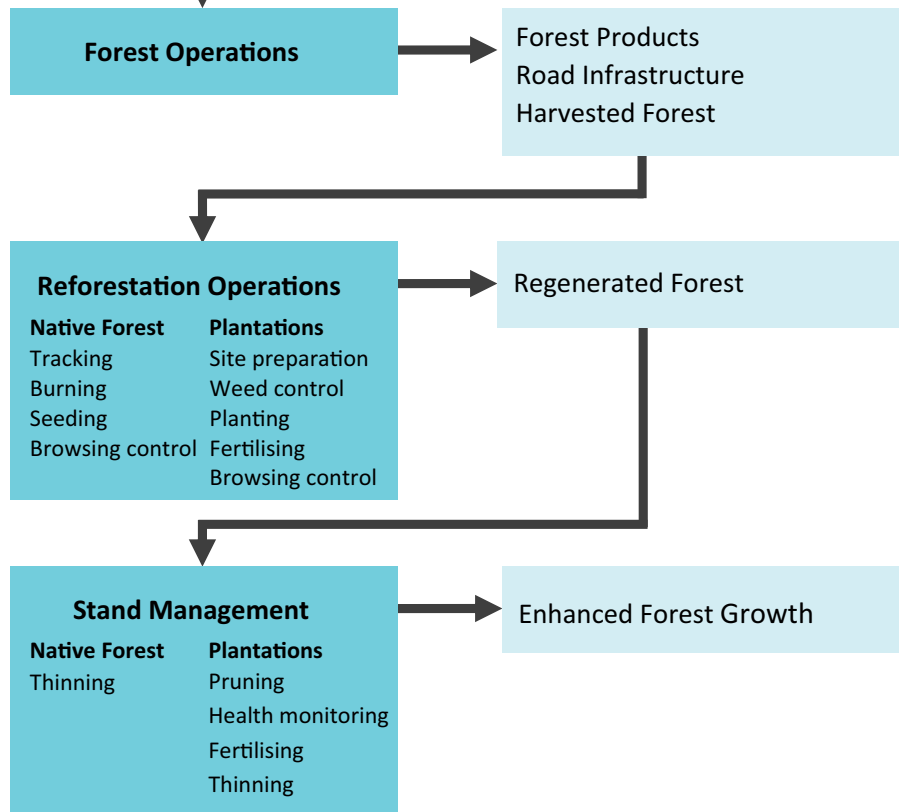 Forest Operations
Forest Products
Road Infrastructure
Harvested Forest
Reforestation Operations
Native Forest
Tracking
Burning
Seeding
Browsing control
Plantations
Site preparation
Weed control
Planting
Fertilising
Browsing control
Regenerated Forest
Stand Management
Native Forest
Thinning
Plantations
Pruning
Health monitoring
Fertilising
Thinning
Enhanced Forest Growth